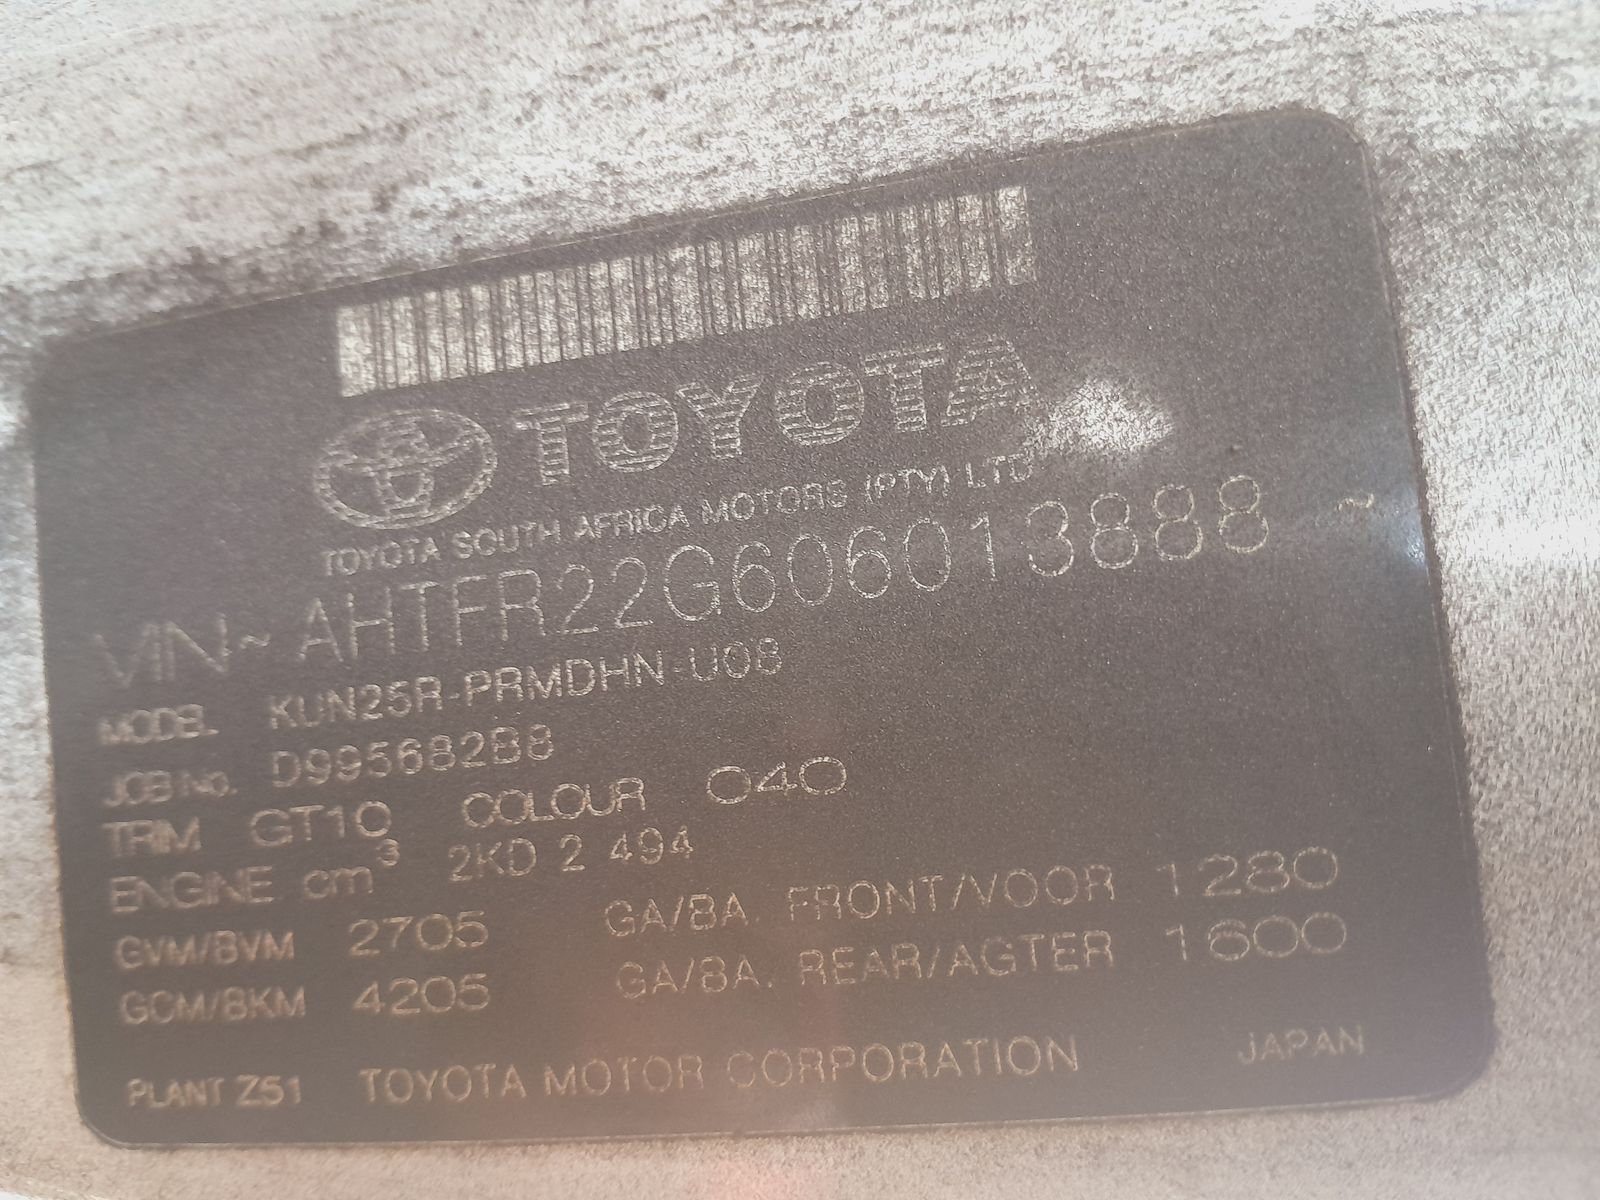 TOYOTA
TOYOTA SOUTH AFRICA MOTORS (PTY) LTD
VIN~ AHTFR22G606013888 ~
MODEL KUN25R-PRMDHN-U08
JOB No. D995682B8
TRIM GT10 COLOUR 040
ENGINE cm³ 2KD 2 494
GVM/BVM 2705 GA/BA. FRONT/VOOR 1280
GCM/BKM 4205 GA/BA. REAR/AGTER 1600
PLANT Z51 TOYOTA MOTOR CORPORATION JAPAN